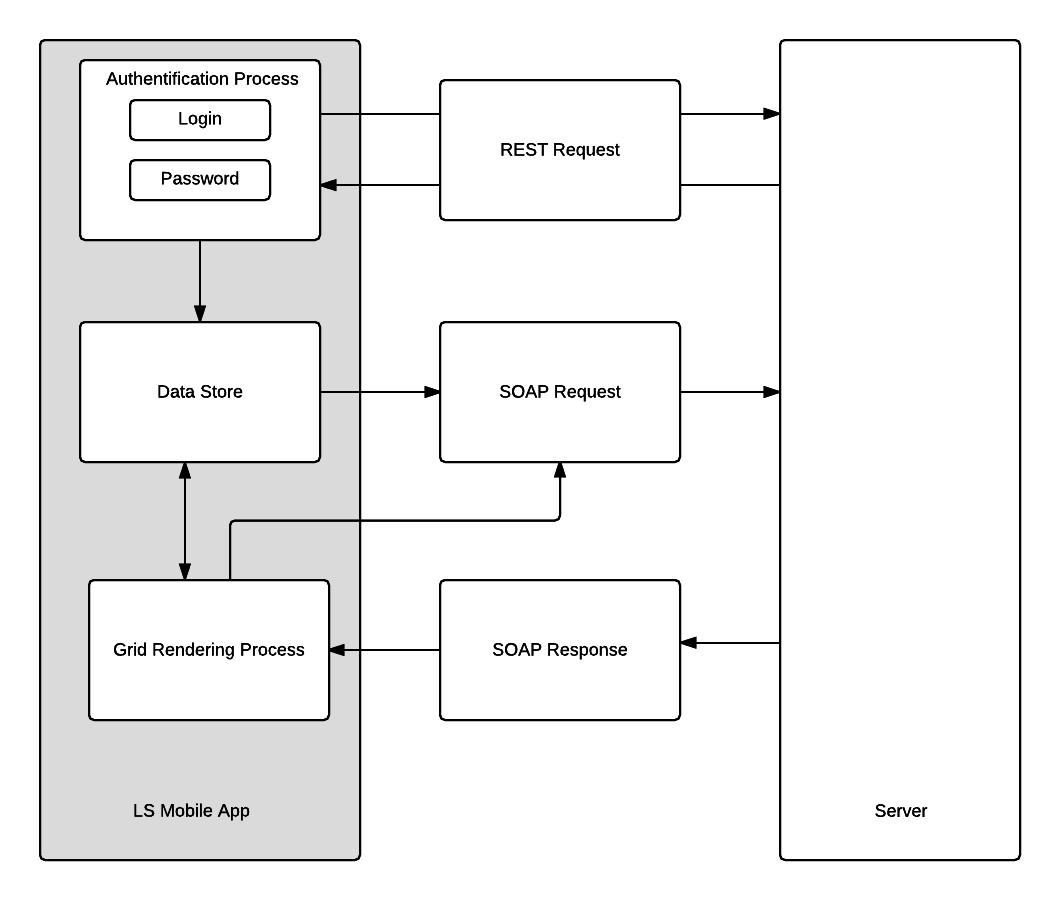 Authentification Process
Login
Password
REST Request
Data Store
SOAP Request
Grid Rendering Process
SOAP Response
LS Mobile App
Server